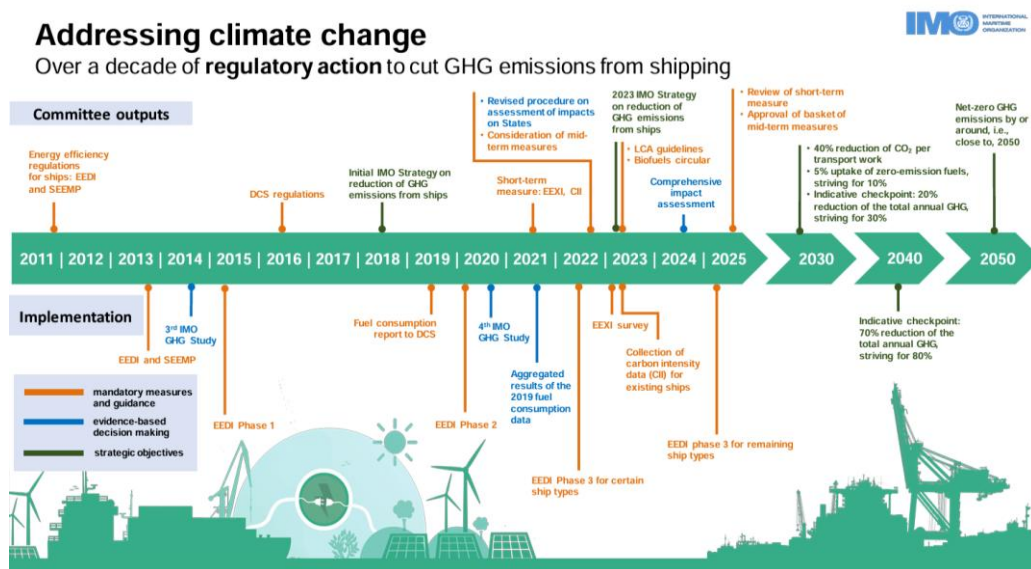 Addressing climate change
Over a decade of regulatory action to cut GHG emissions from shipping
IMO
INTERNATIONAL
MARITIME
ORGANIZATION
Committee outputs
Energy efficiency
regulations
for ships: EEDI
and SEEMP
DCS regulations
Initial IMO Strategy on
reduction of GHG
emissions from ships
• Revised procedure on
assessment of impacts
on States
• Consideration of mid-
term measures
Short-term
measure: EEXI, CII
2023 IMO Strategy
on reduction of
GHG emissions
from ships
• LCA guidelines
• Biofuels circular
Comprehensive
impact
assessment
• Review of short-term
measure
• Approval of basket of
mid-term measures
• 40% reduction of CO₂ per
transport work
• 5% uptake of zero-emission fuels,
striving for 10%
• Indicative checkpoint: 20%
reduction of the total annual GHG,
striving for 30%
Net-zero GHG
emissions by or
around, i.e.,
close to, 2050
2011 | 2012 | 2013 | 2014 | 2015 | 2016 | 2017 | 2018 | 2019 | 2020 | 2021 | 2022 | 2023 | 2024 | 2025
2030
2040
2050
Implementation
EEDI and SEEMP
3rd IMO
GHG Study
EEDI Phase 1
Fuel consumption
report to DCS
EEDI Phase 2
4th IMO
GHG Study
Aggregated
results of the
2019 fuel
consumption
data
EEDI Phase 3 for certain
ship types
EEXI survey
Collection of
carbon intensity
data (CII) for
existing ships
EEDI phase 3 for remaining
ship types
Indicative checkpoint:
70% reduction of the
total annual GHG,
striving for 80%
mandatory measures
and guidance
evidence-based
decision making
strategic objectives